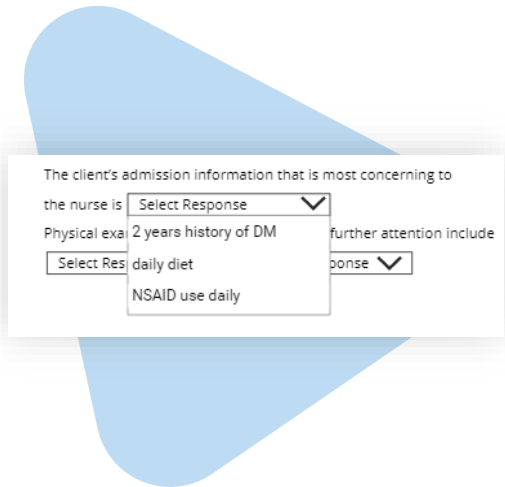 The client's admission information that is most concerning to
the nurse is Select Response
Physical exa 2 years history of DM further attention include
Select Res daily diet ponse
NSAID use daily